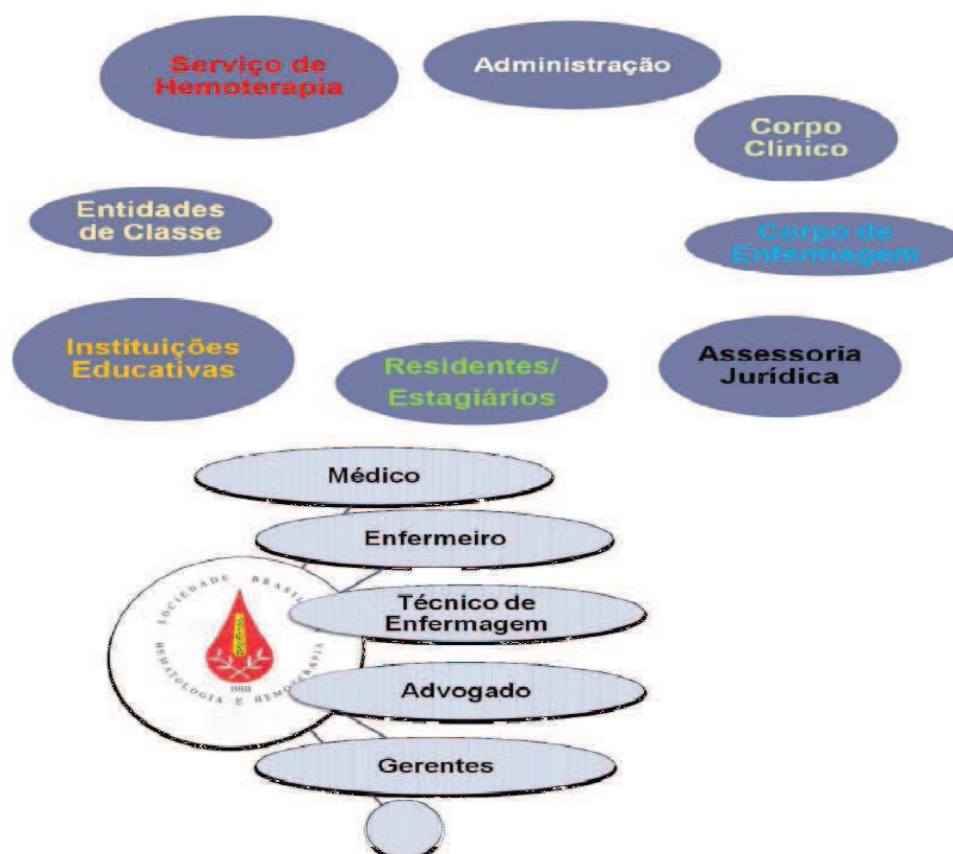 Serviço de
Hemoterapia
Administração
Corpo
Clínico
Entidades
de Classe
Corpo de
Enfermagem
Instituições
Educativas
Residentes/
Estagiários
Assessoria
Jurídica
Médico
Enfermeiro
Técnico de
Enfermagem
Advogado
Gerentes
SOCIEDADE BRASIL
HEMATOLOGIA E HEMOTERAPIA
1950